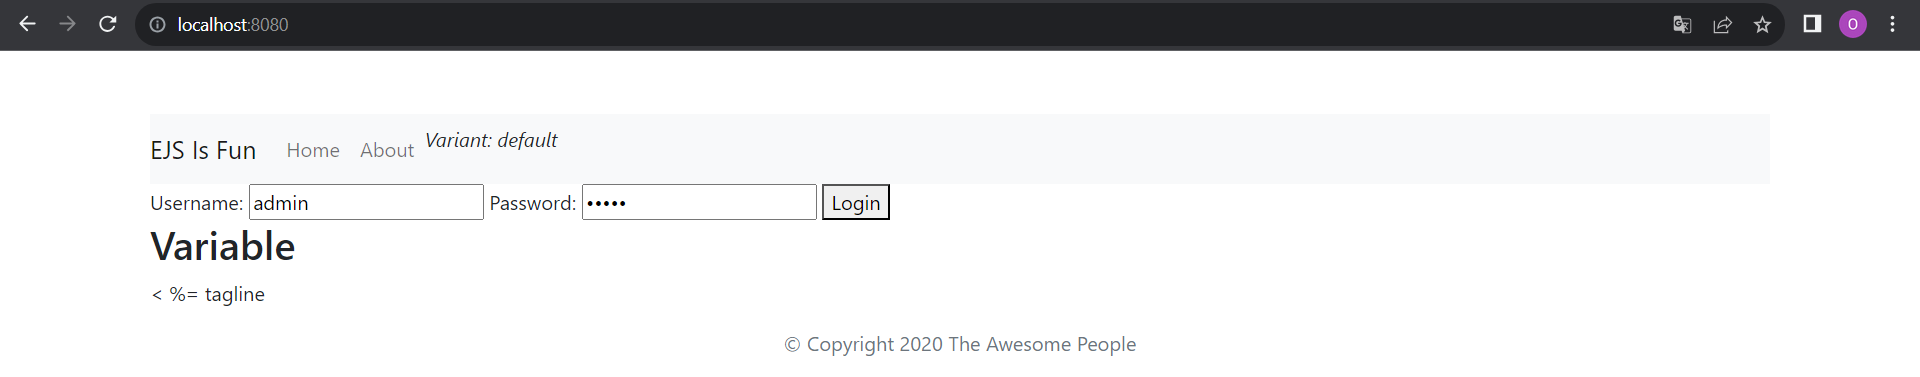 localhost:8080
O
EJS Is Fun Home About Variant: default
Username: admin Password: ••••• Login
Variable
< %= tagline
© Copyright 2020 The Awesome People